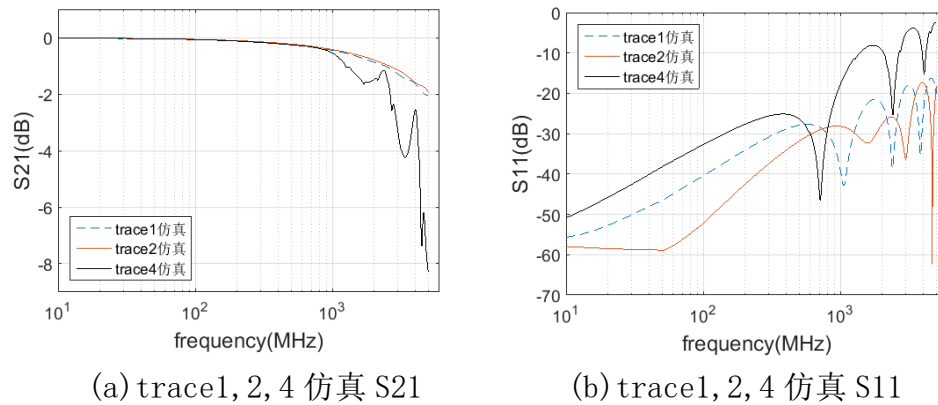 0
-2
-4
-6
-8
S21(dB)
trace1仿真
trace2仿真
trace4仿真
10^1
10^2
10^3
frequency(MHz)
0
-10
-20
-30
-40
-50
-60
-70
S11(dB)
trace1仿真
trace2仿真
trace4仿真
10^1
10^2
10^3
frequency(MHz)
(a) trace1,2,4 仿真 S21
(b) trace1,2,4 仿真 S11